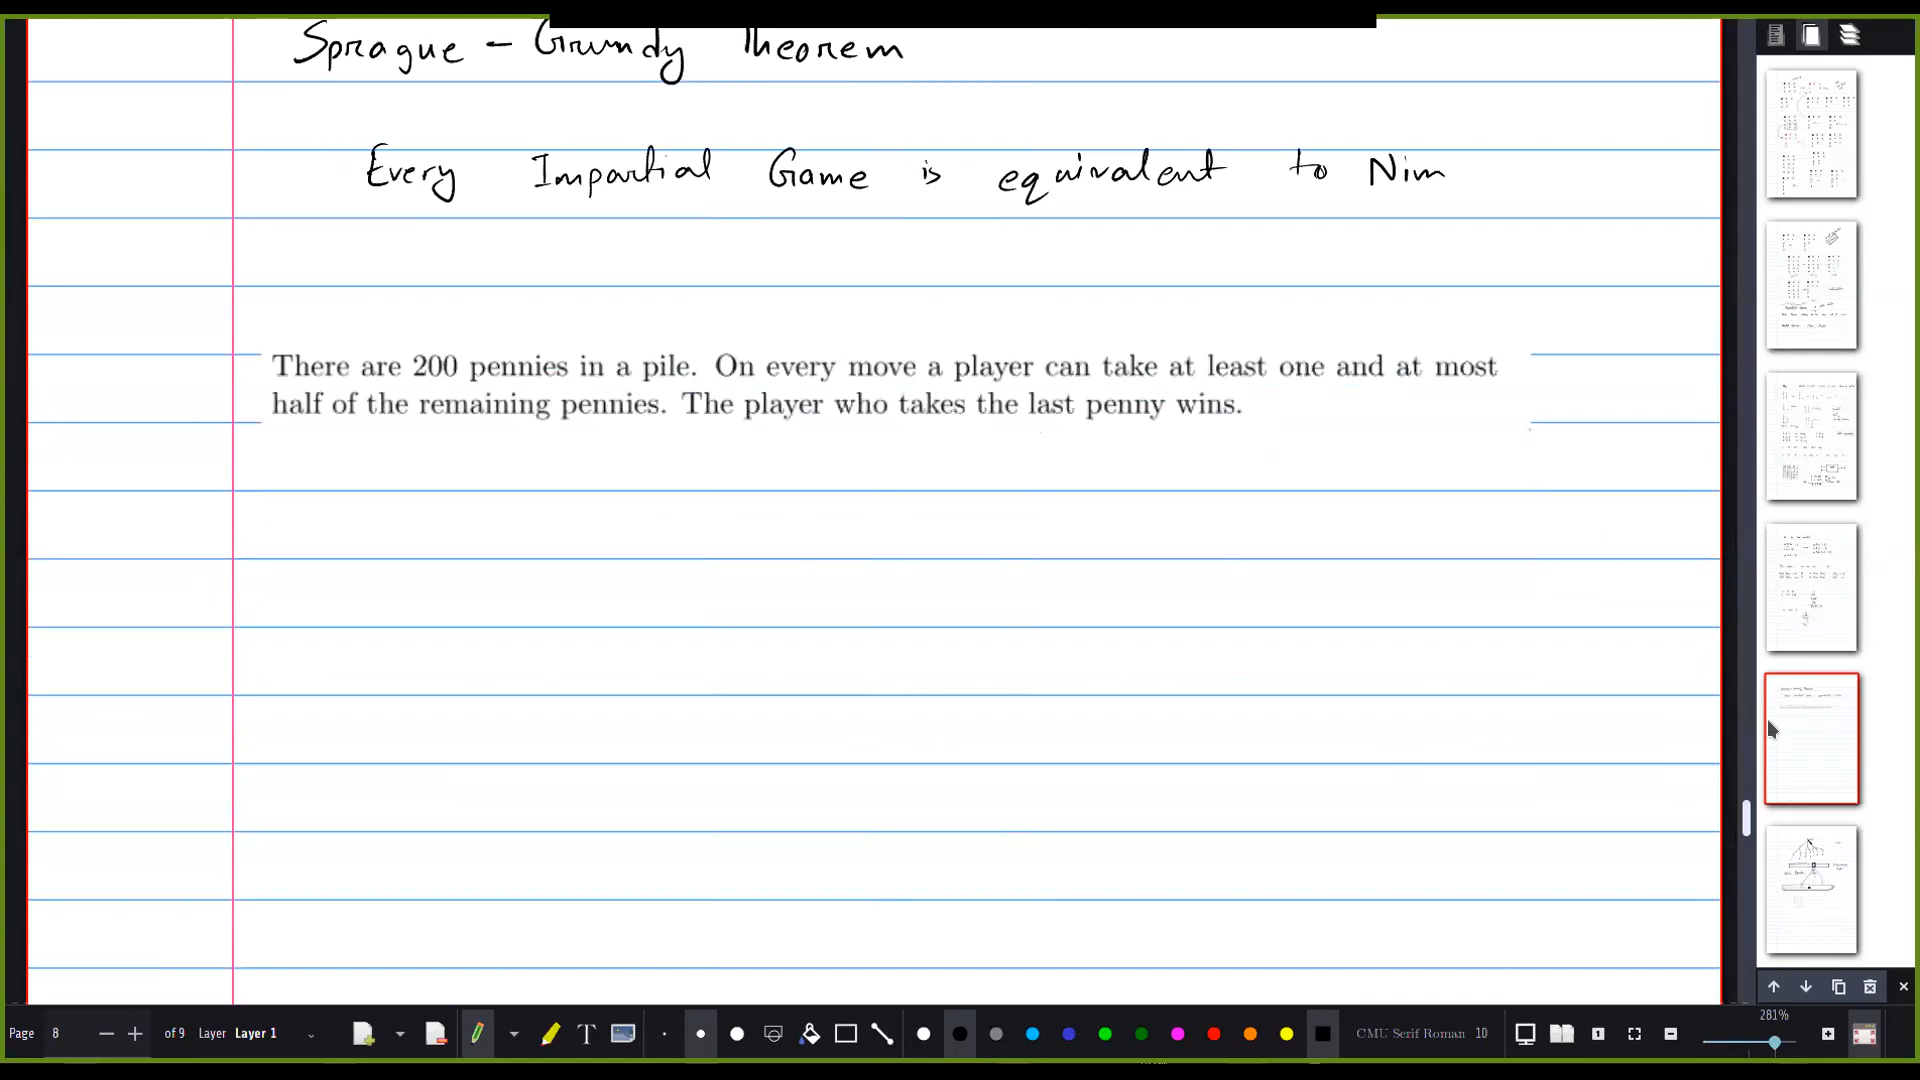 Sprague - Grundy Theorem
Every Impartial Game is equivalent to Nim
There are 200 pennies in a pile. On every move a player can take at least one and at most
half of the remaining pennies. The player who takes the last penny wins.
Page 8 of 9 Layer Layer 1
CMU Serif Roman 10
281%